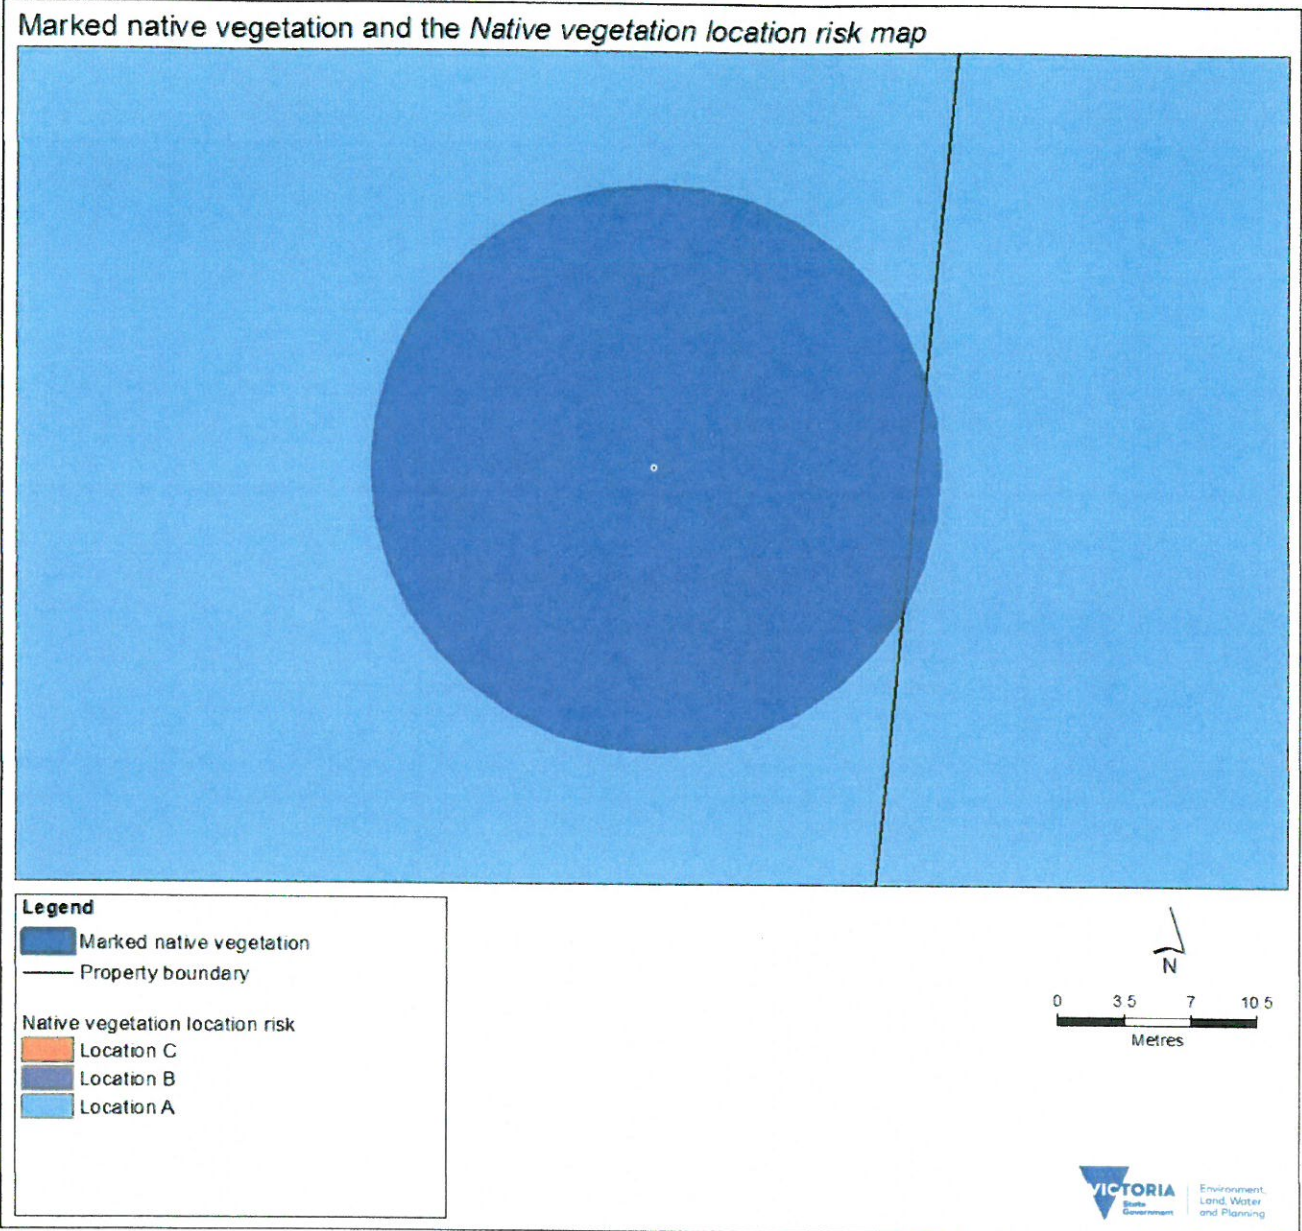 Marked native vegetation and the Native vegetation location risk map
Legend
Marked native vegetation
Property boundary
Native vegetation location risk
Location C
Location B
Location A
N
0 3 5 7 10 5
Metres
VICTORIA
State
Government
Environment,
Land, Water
and Planning